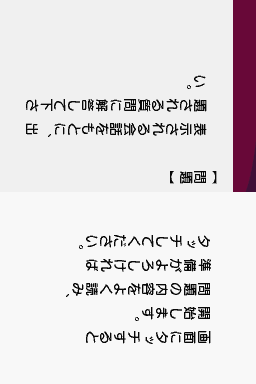 画面にタッチすると
開始します。
問題の内容をよく読み、
準備がよろしければ
タッチしてください。
【 問題 】
表示される会話をもとに、出
題される質問に解答して下さ
い。